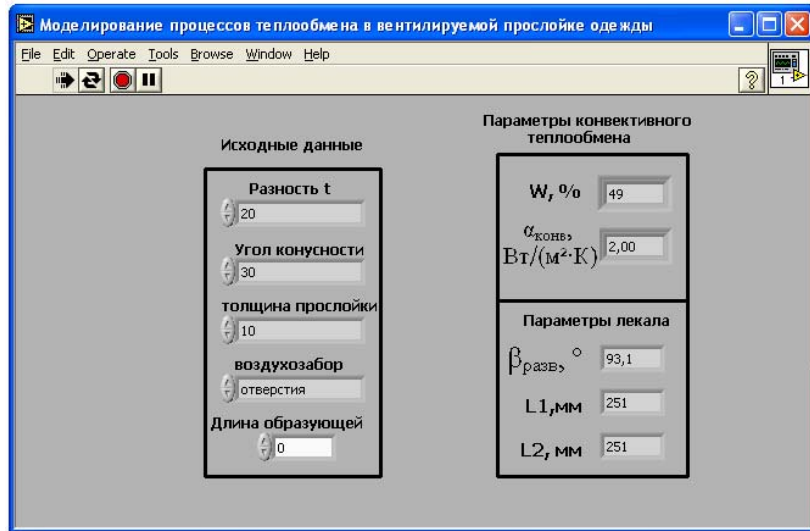 Моделирование процессов теплообмена в вентилируемой прослойке одежды
File Edit Operate Tools Browse Window Help
1
Исходные данные
Разность t
20
Угол конусности
30
толщина прослойки
10
воздухозабор
отверстия
Длина образующей
0
Параметры конвективного
теплообмена
W, % 49
αконв,
Вт/(м²·К) 2,00
Параметры лекала
βразв, ° 93,1
L1,мм 251
L2, мм 251